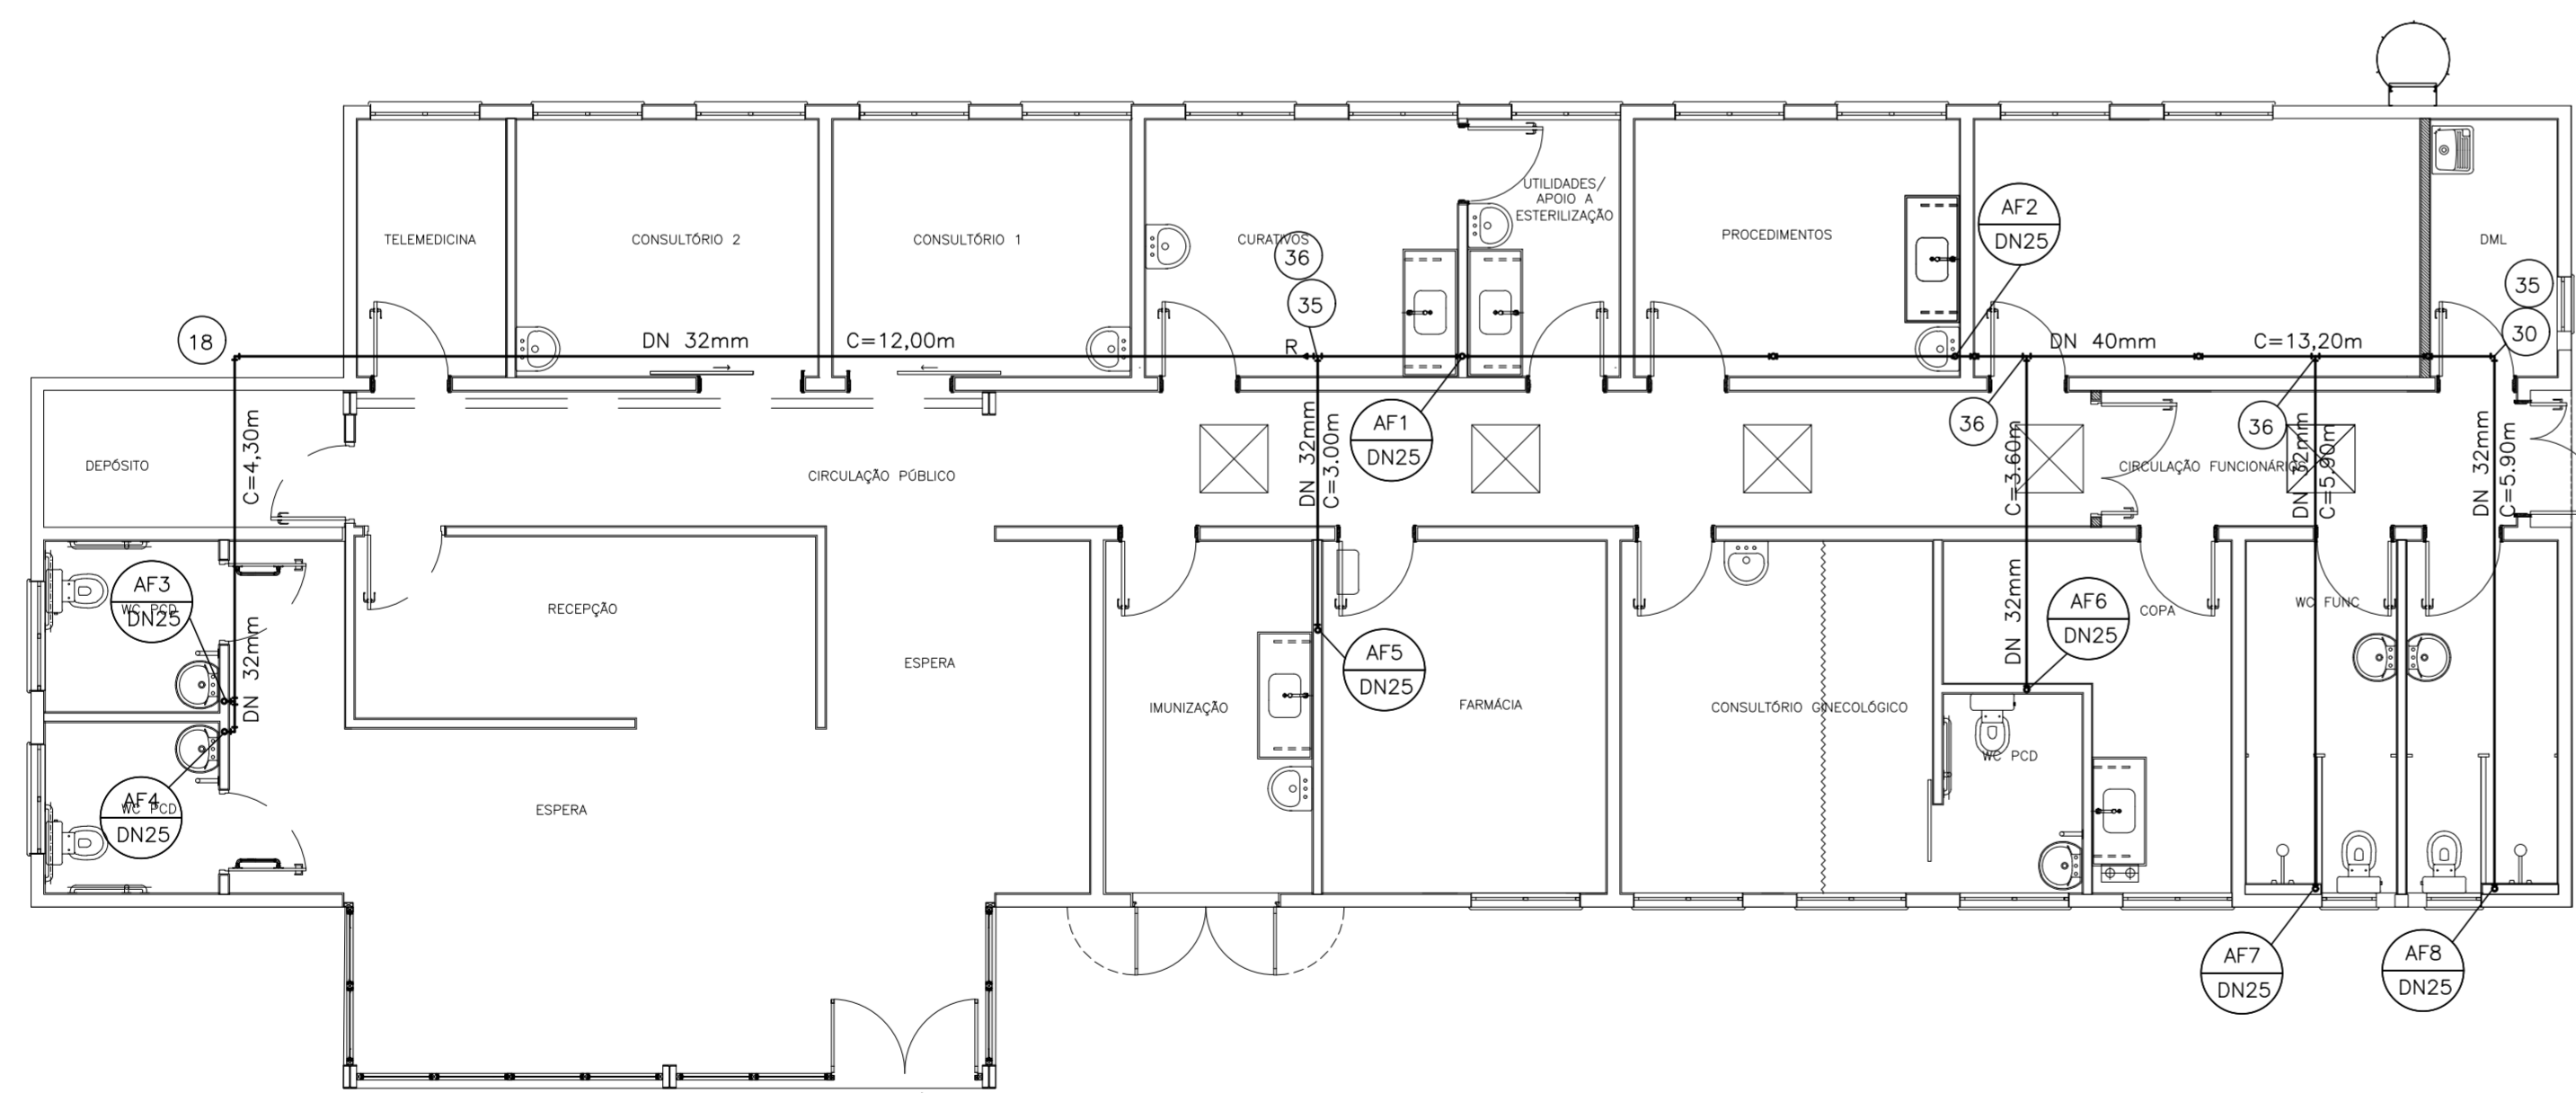 TELEMEDICINA
CONSULTÓRIO 2
CONSULTÓRIO 1
CURATIVOS
36
35
UTILIDADES/
APOIO A
ESTERILIZAÇÃO
PROCEDIMENTOS
AF2
DN25
DML
35
30
18
DN 32mm
C=12,00m
R
DN 40mm
C=13,20m
C=4,30m
DN 32mm
DEPÓSITO
CIRCULAÇÃO PÚBLICO
DN 32mm
C=3.00m
AF1
DN25
36
C=3.60m
DN 32mm
CIRCULAÇÃO FUNCIONÁRIOS
36
DN 32mm
C=5,90m
DN 32mm
C=5.90m
AF3
WC PCD
DN25
RECEPÇÃO
ESPERA
AF5
DN25
AF6
DN25
COPA
WC FUNC
IMUNIZAÇÃO
FARMÁCIA
CONSULTÓRIO GINECOLÓGICO
WC PCD
AF4
WC PCD
DN25
ESPERA
AF7
DN25
AF8
DN25